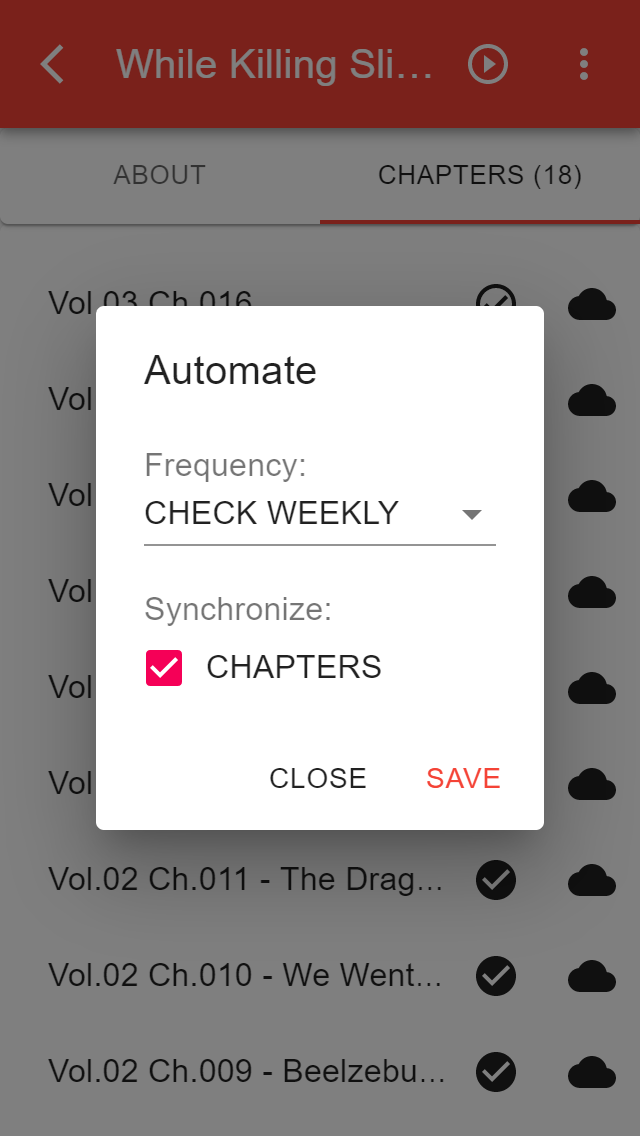 While Killing Sli...
ABOUT
CHAPTERS (18)
Vol.03 Ch.016
Vol
Automate
Vol
Frequency:
CHECK WEEKLY
Vol
Synchronize:
CHAPTERS
Vol
Vol
CLOSE
SAVE
Vol.02 Ch.011 - The Drag...
Vol.02 Ch.010 - We Went...
Vol.02 Ch.009 - Beelzebu...